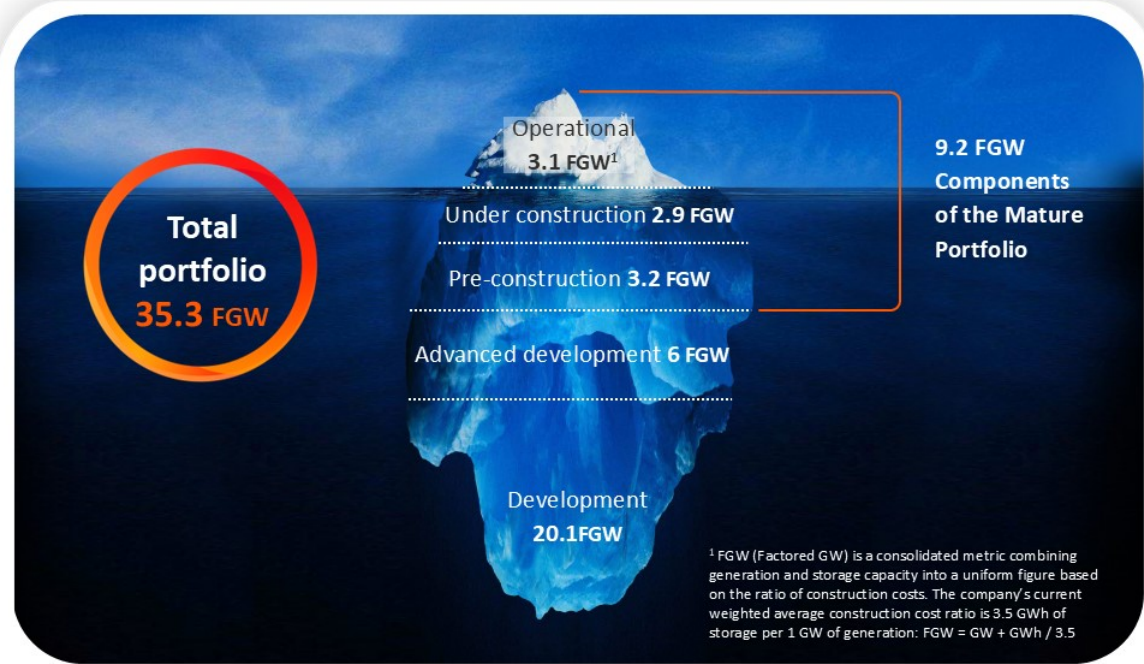 Operational
3.1 FGW¹
Under construction 2.9 FGW
Pre-construction 3.2 FGW
Advanced development 6 FGW
Development
20.1FGW
Total
portfolio
35.3 FGW
9.2 FGW
Components
of the Mature
Portfolio
¹ FGW (Factored GW) is a consolidated metric combining
generation and storage capacity into a uniform figure based
on the ratio of construction costs. The company's current
weighted average construction cost ratio is 3.5 GWh of
storage per 1 GW of generation: FGW = GW + GWh / 3.5